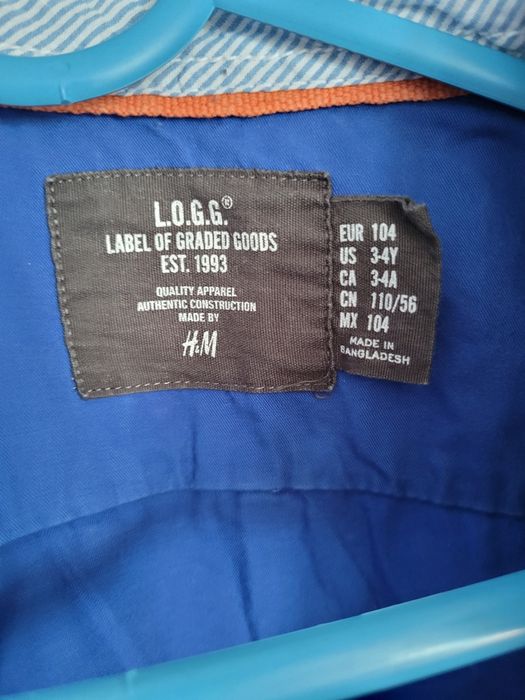 L.O.G.G.®
LABEL OF GRADED GOODS
EST. 1993
QUALITY APPAREL
AUTHENTIC CONSTRUCTION
MADE BY
H&M
EUR 104
US 3-4Y
CA 3-4A
CN 110/56
MX 104
MADE IN
BANGLADESH